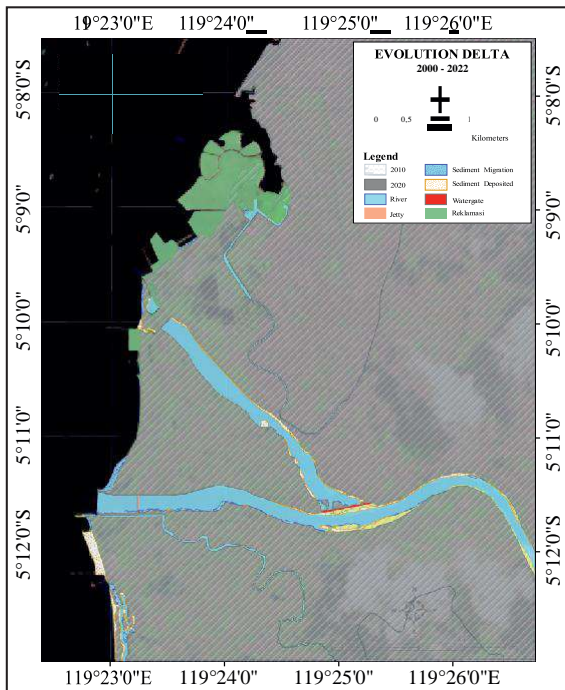 119°23'0"E 119°24'0" 119°25'0" 119°26'0"E
EVOLUTION DELTA
2000 - 2022
0 0,5 1
Kilometers
Legend
2010
2020
River
Jetty
Sediment Migration
Sediment Deposited
Watergate
Reklamasi
5°8'0"S
5°9'0"
5°10'0"
5°11'0"
5°12'0"S
5°8'0"S
5°9'0"
5°10'0"
5°11'0"
5°12'0"S
119°23'0"E 119°24'0" 119°25'0" 119°26'0"E